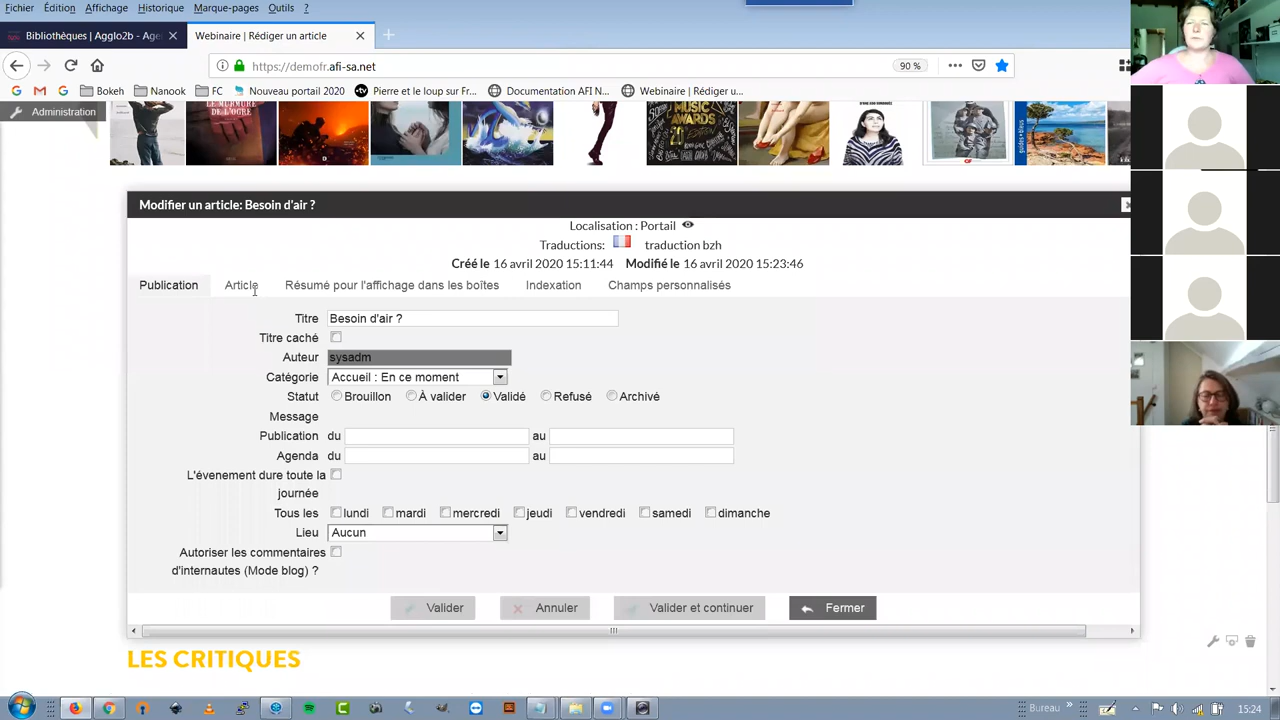 Fichier Édition Affichage Historique Marque-pages Outils ?
Bibliothèques | Agglo2b - Age
Webinaire | Rédiger un article
https://demofr.afi-sa.net
90 %
Bokeh
Nanook
FC
Nouveau portail 2020
Pierre et le loup sur Fr...
Documentation AFI N...
Webinaire | Rédiger u...
Administration
LE MURMURE
DE L'OGRE
MUSIC
AWARDS
Modifier un article: Besoin d'air ?
Localisation : Portail
Traductions: traduction bzh
Créé le 16 avril 2020 15:11:44 Modifié le 16 avril 2020 15:23:46
Publication Article Résumé pour l'affichage dans les boîtes Indexation Champs personnalisés
Titre Besoin d'air ?
Titre caché
Auteur sysadm
Catégorie Accueil : En ce moment
Statut Brouillon À valider Validé Refusé Archivé
Message
Publication du au
Agenda du au
L'évenement dure toute la
journée
Tous les lundi mardi mercredi jeudi vendredi samedi dimanche
Lieu Aucun
Autoriser les commentaires
d'internautes (Mode blog) ?
Valider Annuler Valider et continuer Fermer
LES CRITIQUES
Bureau » 15:24